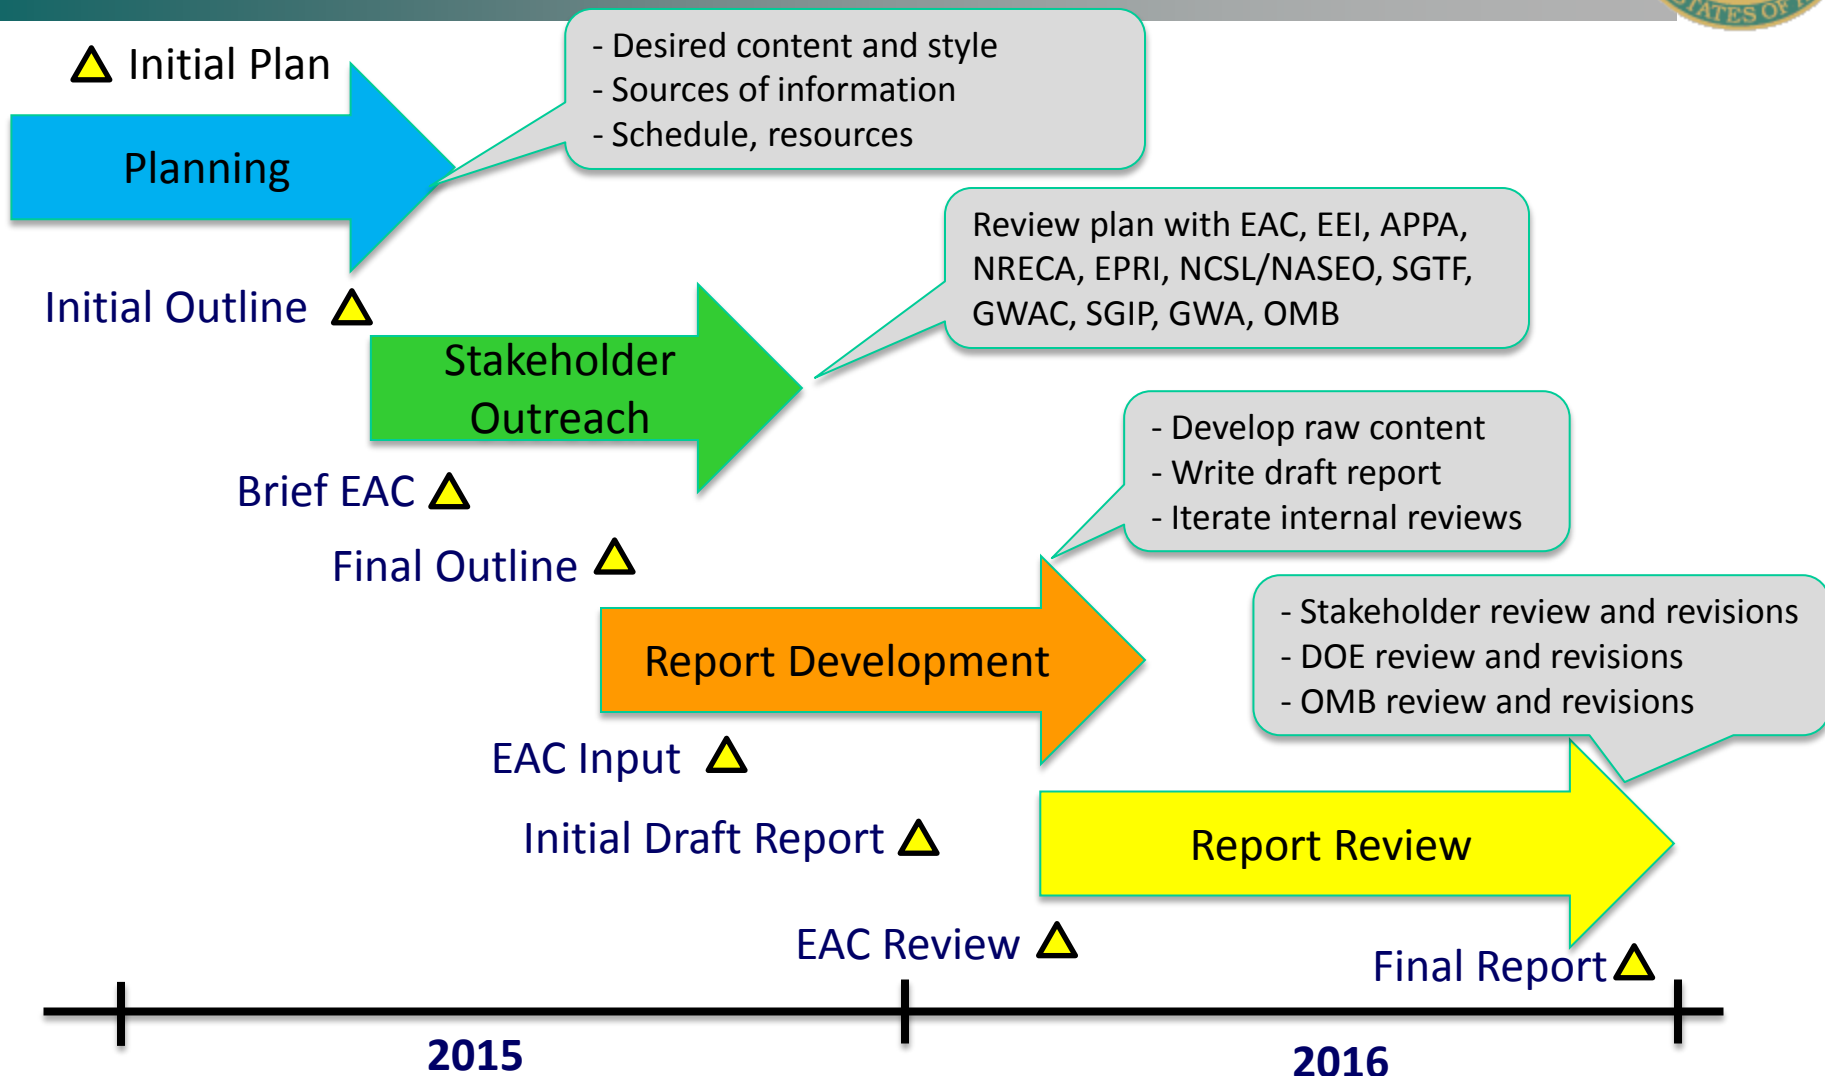 STATES OF A
Initial Plan
- Desired content and style
- Sources of information
- Schedule, resources
Planning
Review plan with EAC, EEI, APPA,
NRECA, EPRI, NCSL/NASEO, SGTF,
GWAC, SGIP, GWA, OMB
Initial Outline
Stakeholder
Outreach
- Develop raw content
- Write draft report
- Iterate internal reviews
Brief EAC
Final Outline
- Stakeholder review and revisions
- DOE review and revisions
- OMB review and revisions
Report Development
EAC Input
Initial Draft Report
Report Review
EAC Review
Final Report
2015
2016